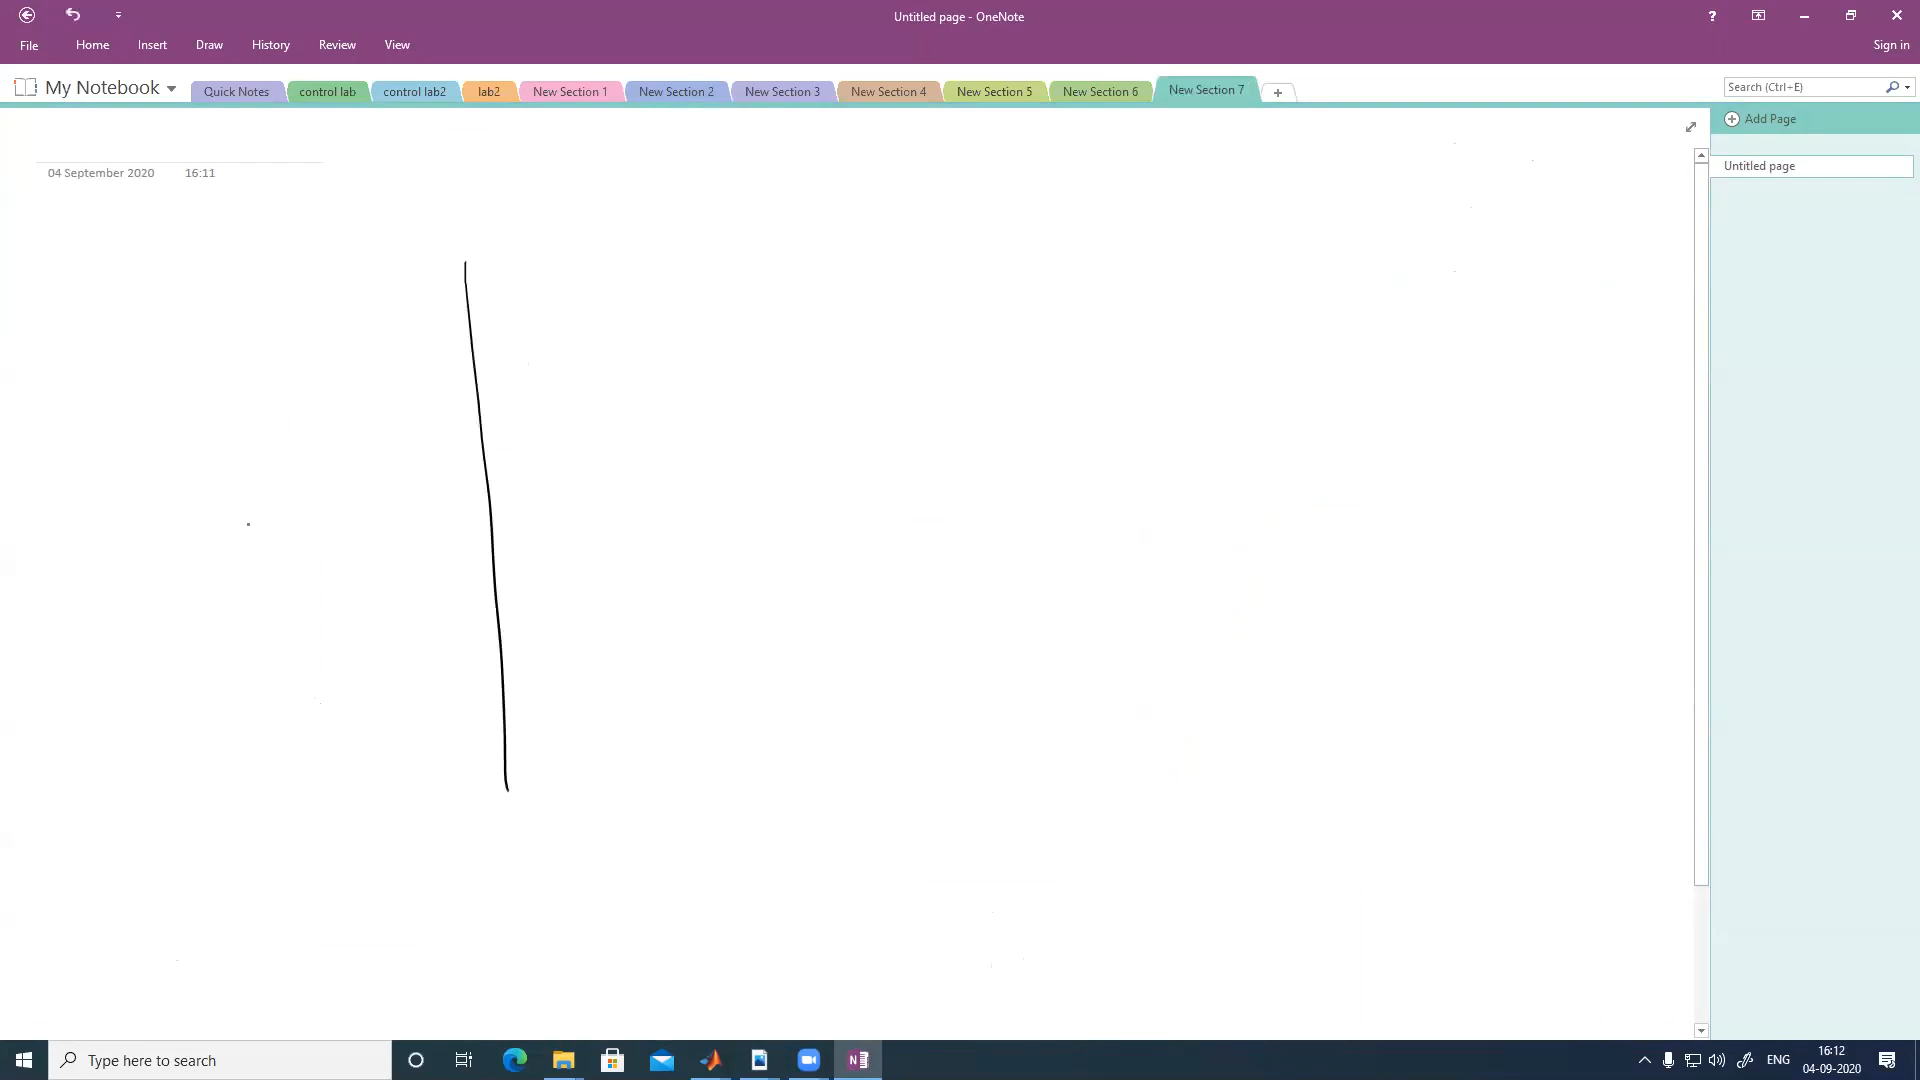 Untitled page - OneNote
?
File Home Insert Draw History Review View
Sign in
My Notebook
Quick Notes control lab control lab2 lab2 New Section 1 New Section 2 New Section 3 New Section 4 New Section 5 New Section 6 New Section 7 +
Search (Ctrl+E)
Add Page
Untitled page
04 September 2020 16:11
Type here to search
N
ENG
16:12
04-09-2020